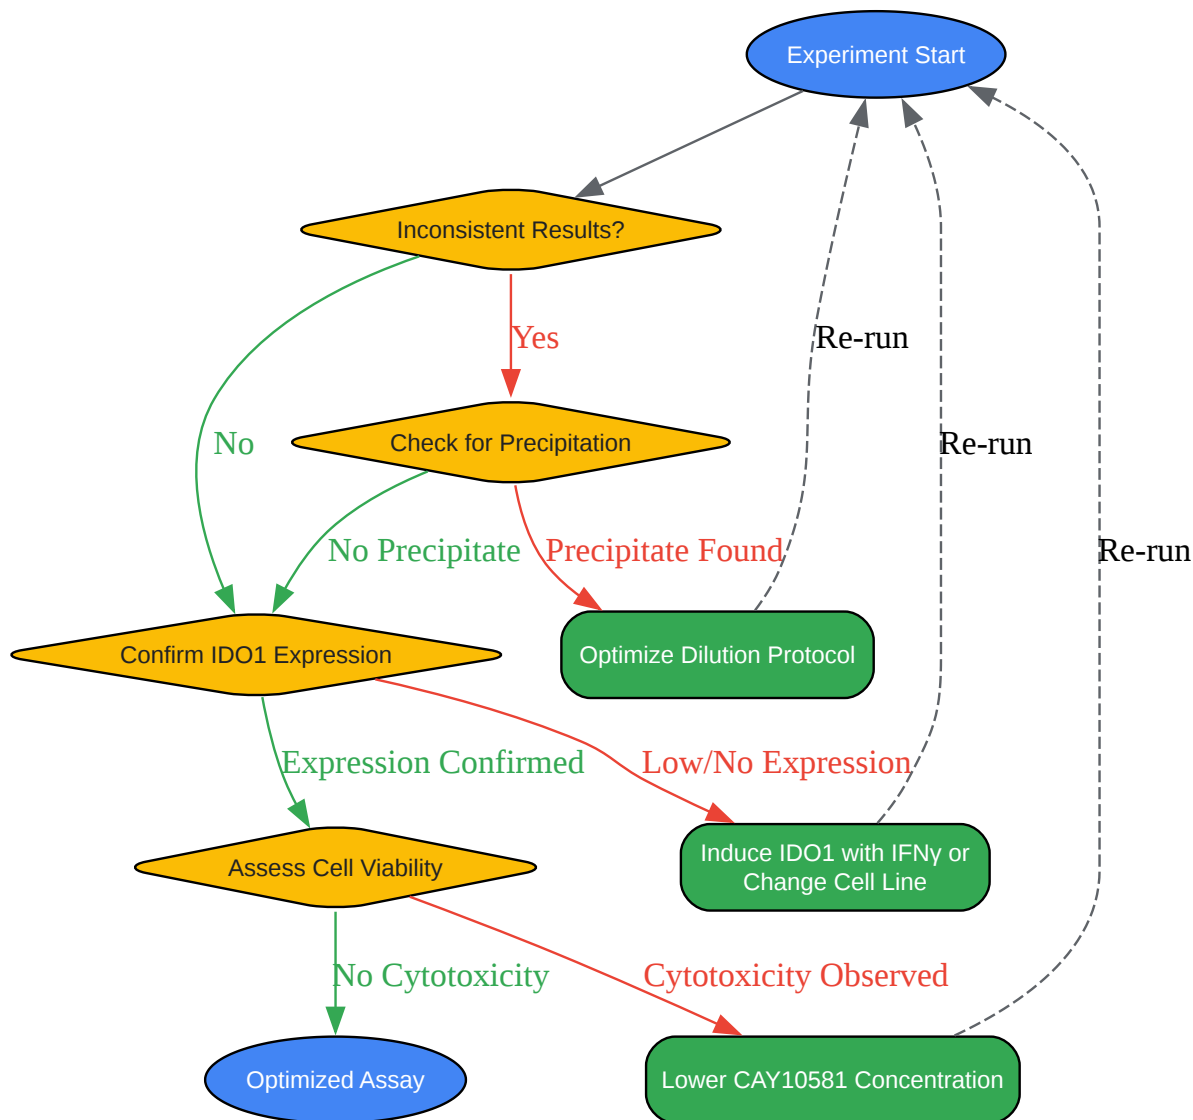 Experiment Start
Inconsistent Results?
Yes
Re-run
No
Check for Precipitation
Re-run
No Precipitate
Precipitate Found
Re-run
Confirm IDO1 Expression
Optimize Dilution Protocol
Expression Confirmed
Low/No Expression
Assess Cell Viability
Induce IDO1 with IFNγ or
Change Cell Line
No Cytotoxicity
Cytotoxicity Observed
Optimized Assay
Lower CAY10581 Concentration